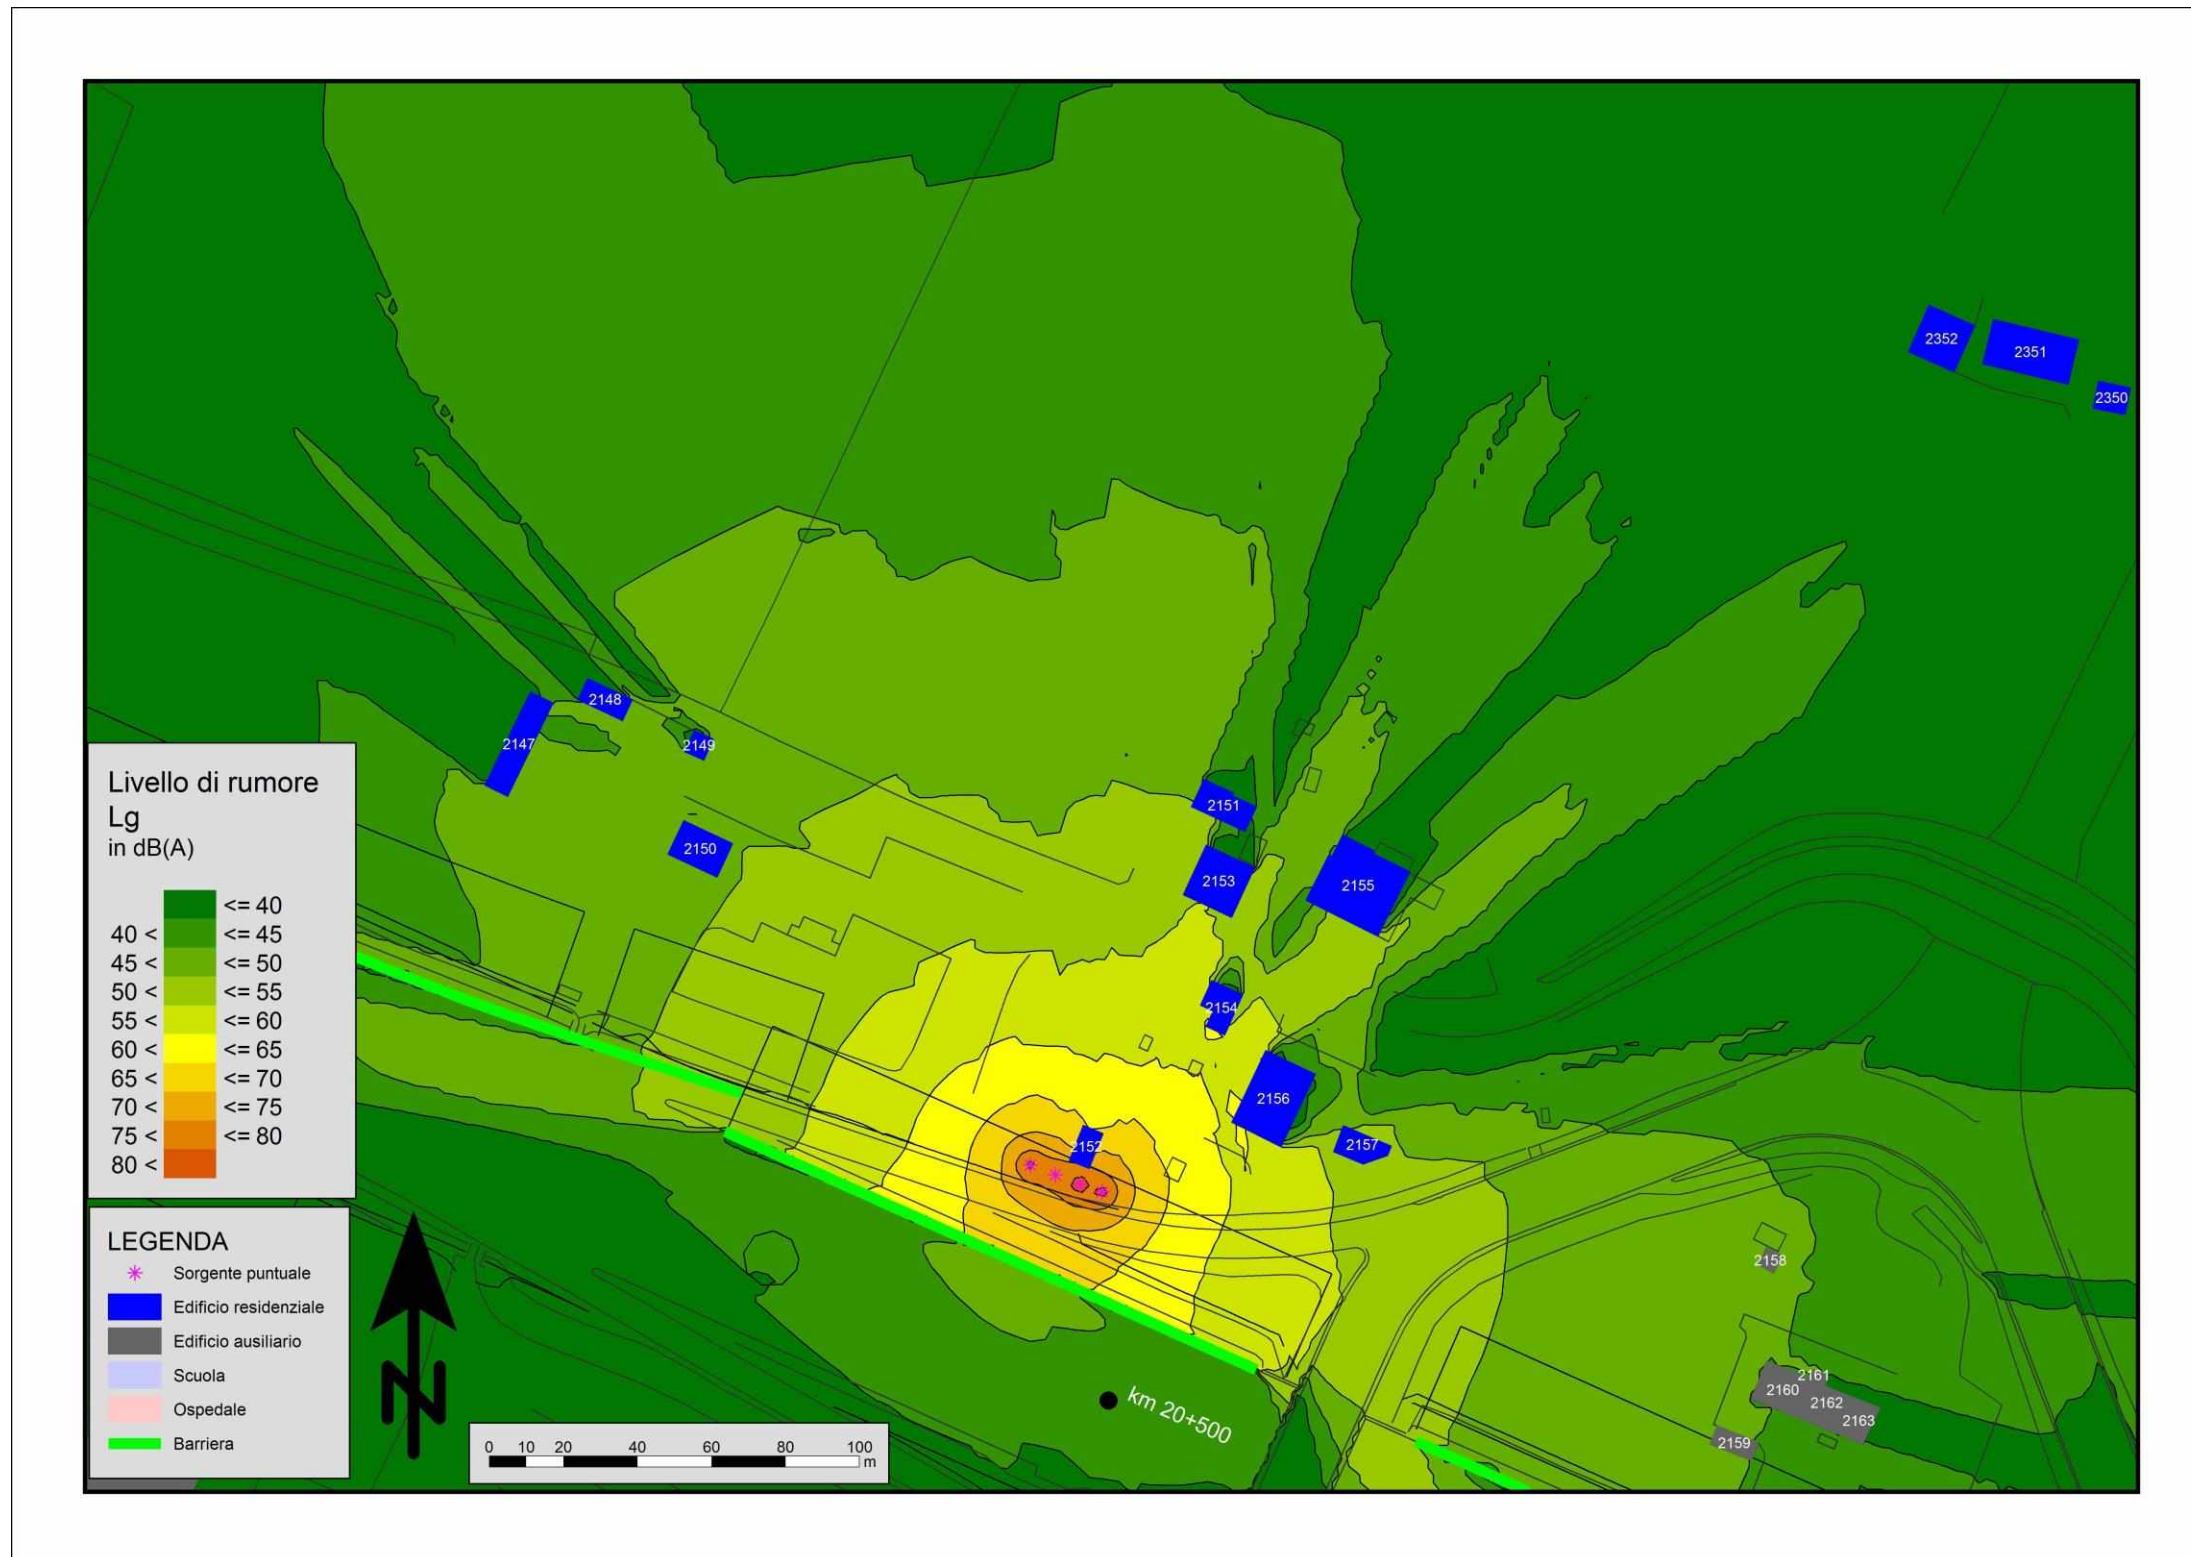 2352
2351
2350
2148
2147
2149
2151
2150
2153
2155
2154
2156
2152
2157
2158
2161
2160
2162
2163
2159
km 20+500
Livello di rumore
Lg
in dB(A)
<= 40
40 < <= 45
45 < <= 50
50 < <= 55
55 < <= 60
60 < <= 65
65 < <= 70
70 < <= 75
75 < <= 80
80 <
LEGENDA
Sorgente puntuale
Edificio residenziale
Edificio ausiliario
Scuola
Ospedale
Barriera
N
0 10 20 40 60 80 100
m